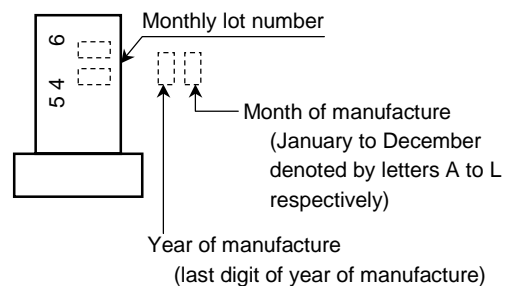 Monthly lot number
54 6
Month of manufacture
(January to December
denoted by letters A to L
respectively)
Year of manufacture
(last digit of year of manufacture)